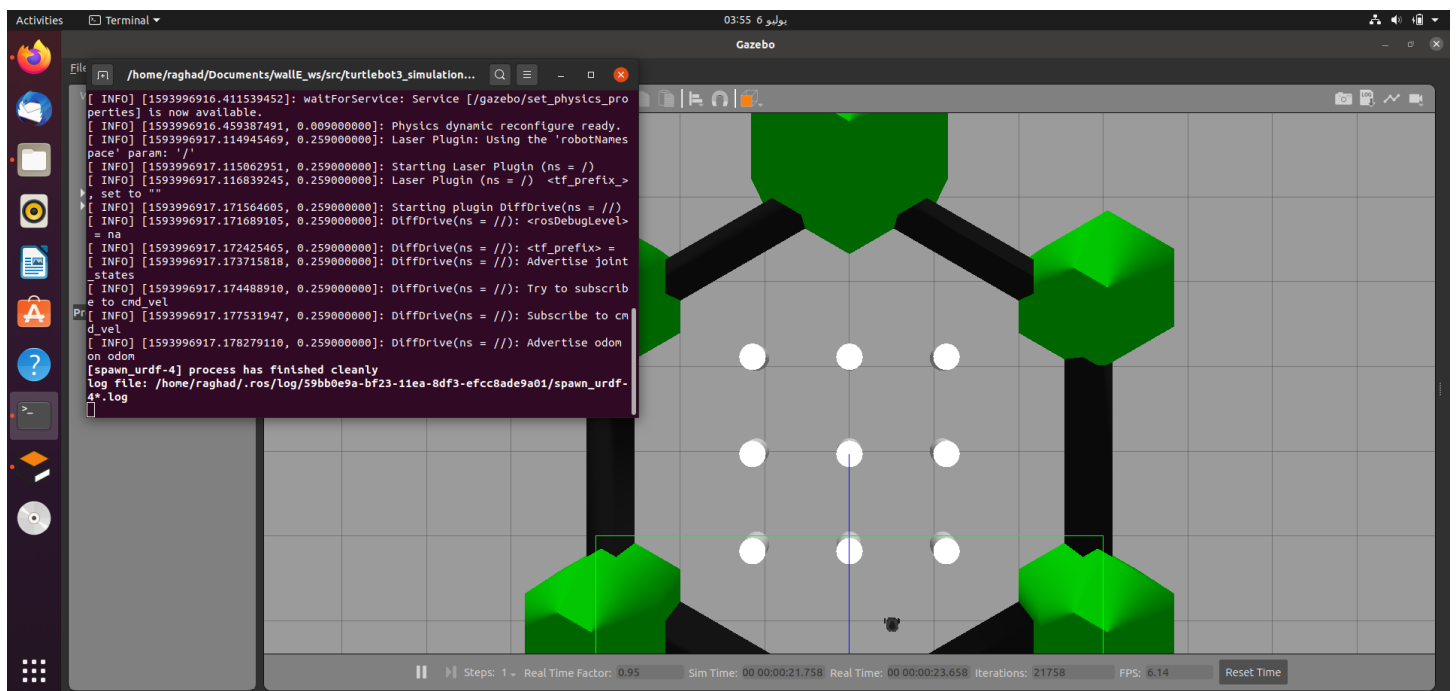 Activities
Terminal
03:55 6 يوليو
Gazebo
File
/home/raghad/Documents/wallE_ws/src/turtlebot3_simulation...
[ INFO] [1593996916.411539452]: waitForService: Service [/gazebo/set_physics_pro
perties] is now available.
[ INFO] [1593996916.459387491, 0.009000000]: Physics dynamic reconfigure ready.
[ INFO] [1593996917.114945469, 0.259000000]: Laser Plugin: Using the 'robotNames
pace' param: '/'
[ INFO] [1593996917.115062951, 0.259000000]: Starting Laser Plugin (ns = /)
[ INFO] [1593996917.116839245, 0.259000000]: Laser Plugin (ns = /)  <tf_prefix_>
, set to ""
[ INFO] [1593996917.171564605, 0.259000000]: Starting plugin DiffDrive(ns = //)
[ INFO] [1593996917.171689105, 0.259000000]: DiffDrive(ns = //): <rosDebugLevel>
 = na
[ INFO] [1593996917.172425465, 0.259000000]: DiffDrive(ns = //): <tf_prefix> =
[ INFO] [1593996917.173715818, 0.259000000]: DiffDrive(ns = //): Advertise joint
_states
[ INFO] [1593996917.174488910, 0.259000000]: DiffDrive(ns = //): Try to subscrib
e to cmd_vel
[ INFO] [1593996917.177531947, 0.259000000]: DiffDrive(ns = //): Subscribe to cm
d_vel
[ INFO] [1593996917.178279110, 0.259000000]: DiffDrive(ns = //): Advertise odom
on odom
[spawn_urdf-4] process has finished cleanly
log file: /home/raghad/.ros/log/59bb0e9a-bf23-11ea-8df3-efcc8ade9a01/spawn_urdf-
4*.log
LOG
Steps: 1 Real Time Factor: 0.95 Sim Time: 00 00:00:21.758 Real Time: 00 00:00:23.658 Iterations: 21758 FPS: 6.14 Reset Time